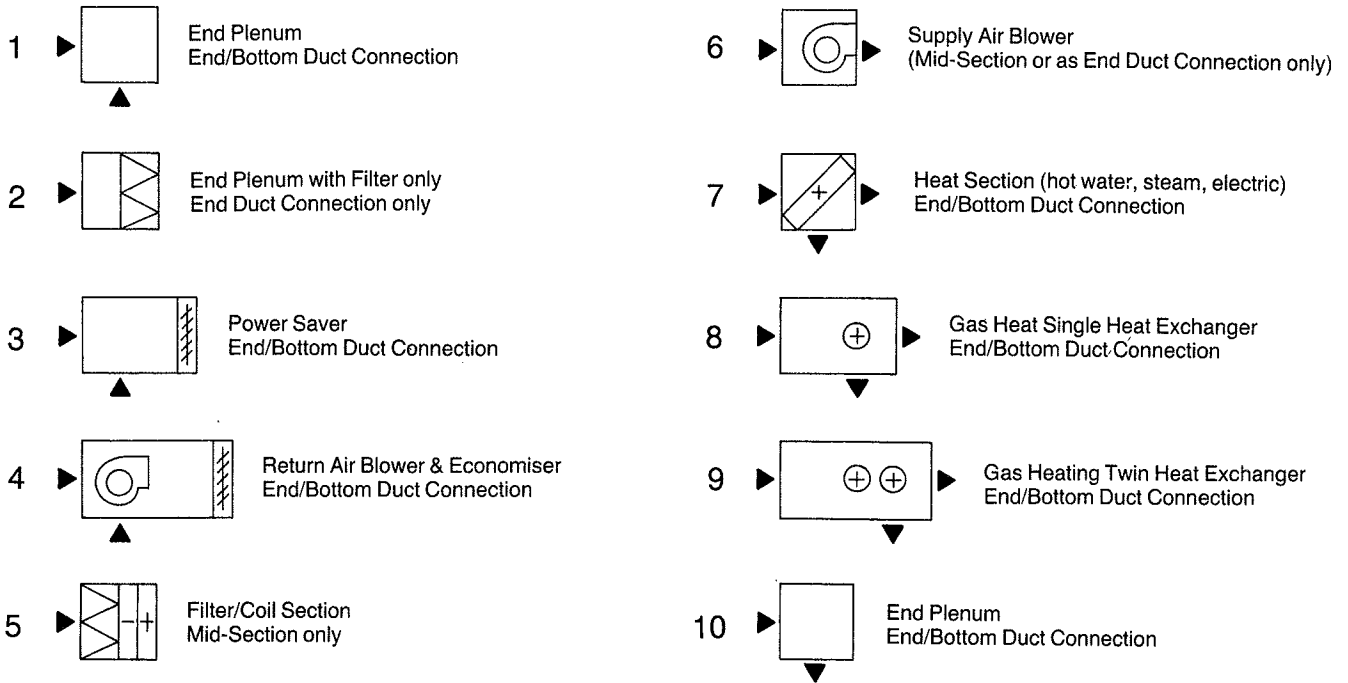 1
End Plenum
End/Bottom Duct Connection
2
End Plenum with Filter only
End Duct Connection only
3
Power Saver
End/Bottom Duct Connection
4
Return Air Blower & Economiser
End/Bottom Duct Connection
5
Filter/Coil Section
Mid-Section only
6
Supply Air Blower
(Mid-Section or as End Duct Connection only)
7
Heat Section (hot water, steam, electric)
End/Bottom Duct Connection
8
Gas Heat Single Heat Exchanger
End/Bottom Duct Connection
9
Gas Heating Twin Heat Exchanger
End/Bottom Duct Connection
10
End Plenum
End/Bottom Duct Connection